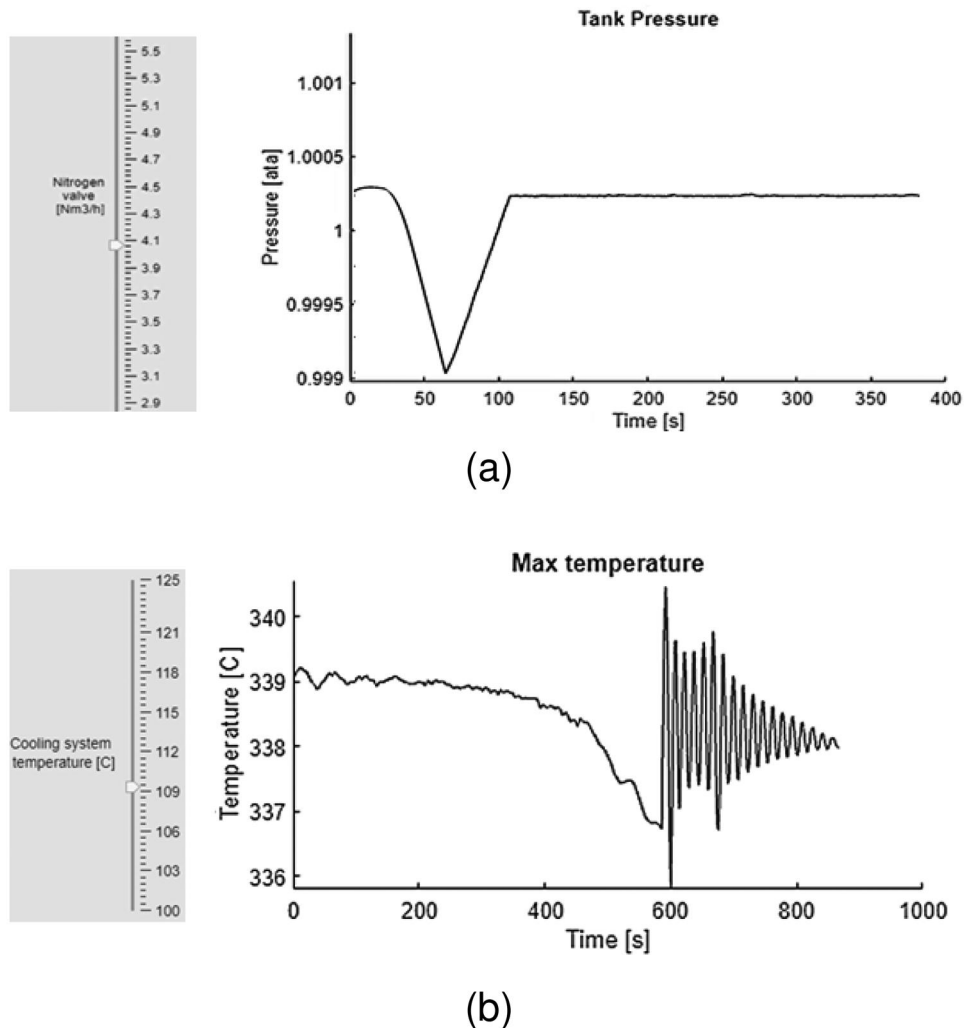 Tank Pressure
Nitrogen
valve
[Nm3/h]
5.5
5.3
5.1
4.9
4.7
4.5
4.3
4.1
3.9
3.7
3.5
3.3
3.1
2.9
Pressure [ata]
1.001
1.0005
1
0.9995
0.999
0 50 100 150 200 250 300 350 400
Time [s]
(a)
Max temperature
Cooling system
temperature [C]
125
121
118
115
112
109
106
103
100
Temperature [C]
340
339
338
337
336
0 200 400 600 800 1000
Time [s]
(b)